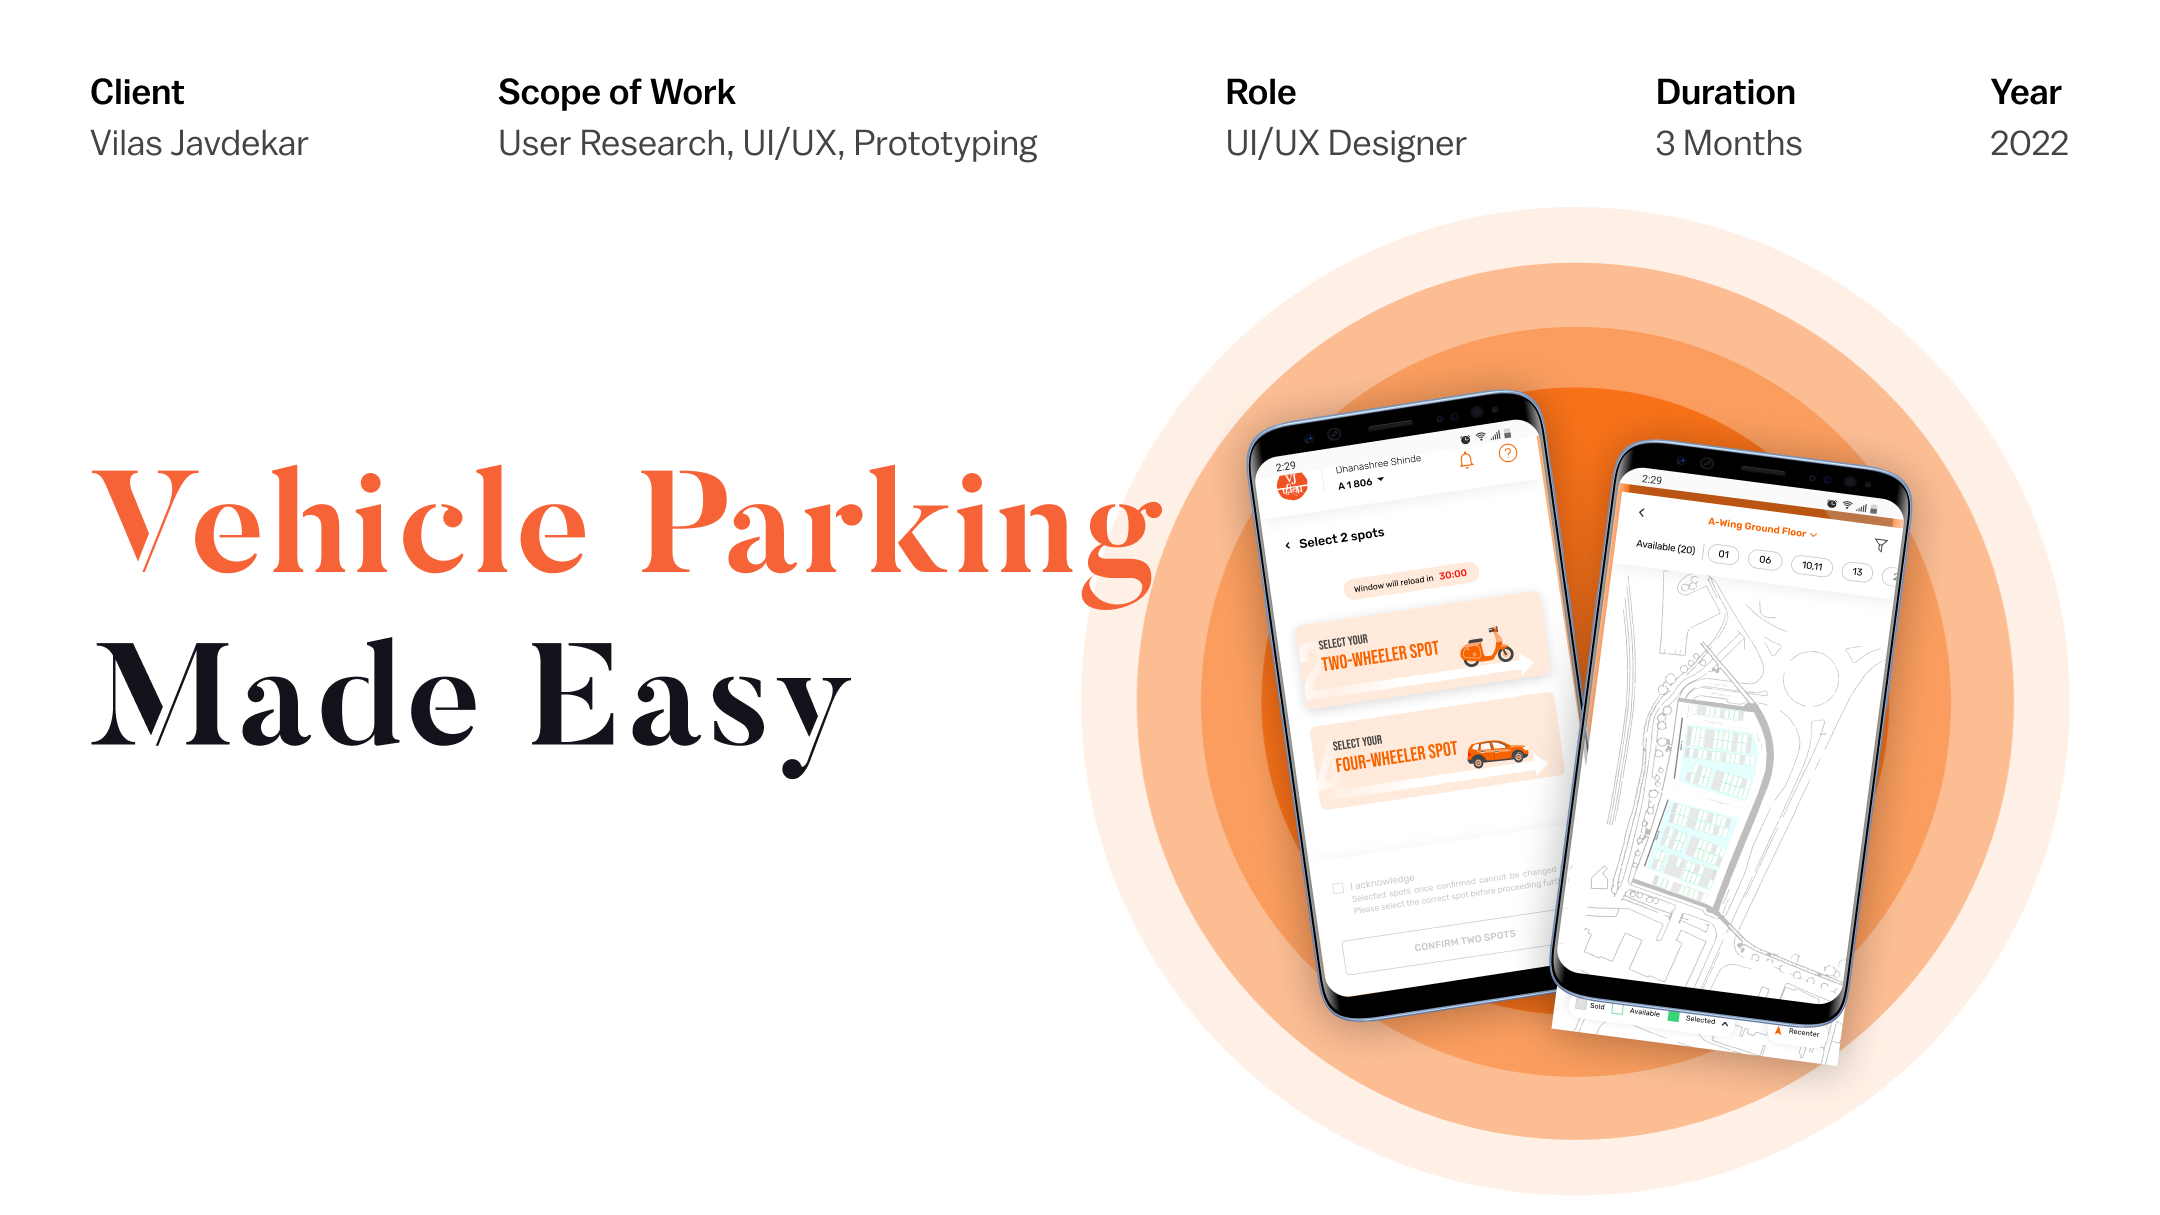 Client
Vilas Javdekar
Scope of Work
User Research, UI/UX, Prototyping
Role
UI/UX Designer
Duration
3 Months
Year
2022
Vehicle Parking
Made Easy
2:29
VJ
Dhanashree Shinde
A 1 806
Select 2 spots
Window will reload in 30:00
SELECT YOUR
TWO-WHEELER SPOT
SELECT YOUR
FOUR-WHEELER SPOT
I acknowledge
Selected spots once confirmed cannot be changed
Please select the correct spot before proceeding
CONFIRM TWO SPOTS
2:29
A-Wing Ground Floor
Available (20) 01 06 10,11 13 2
Sold Available Selected Recenter